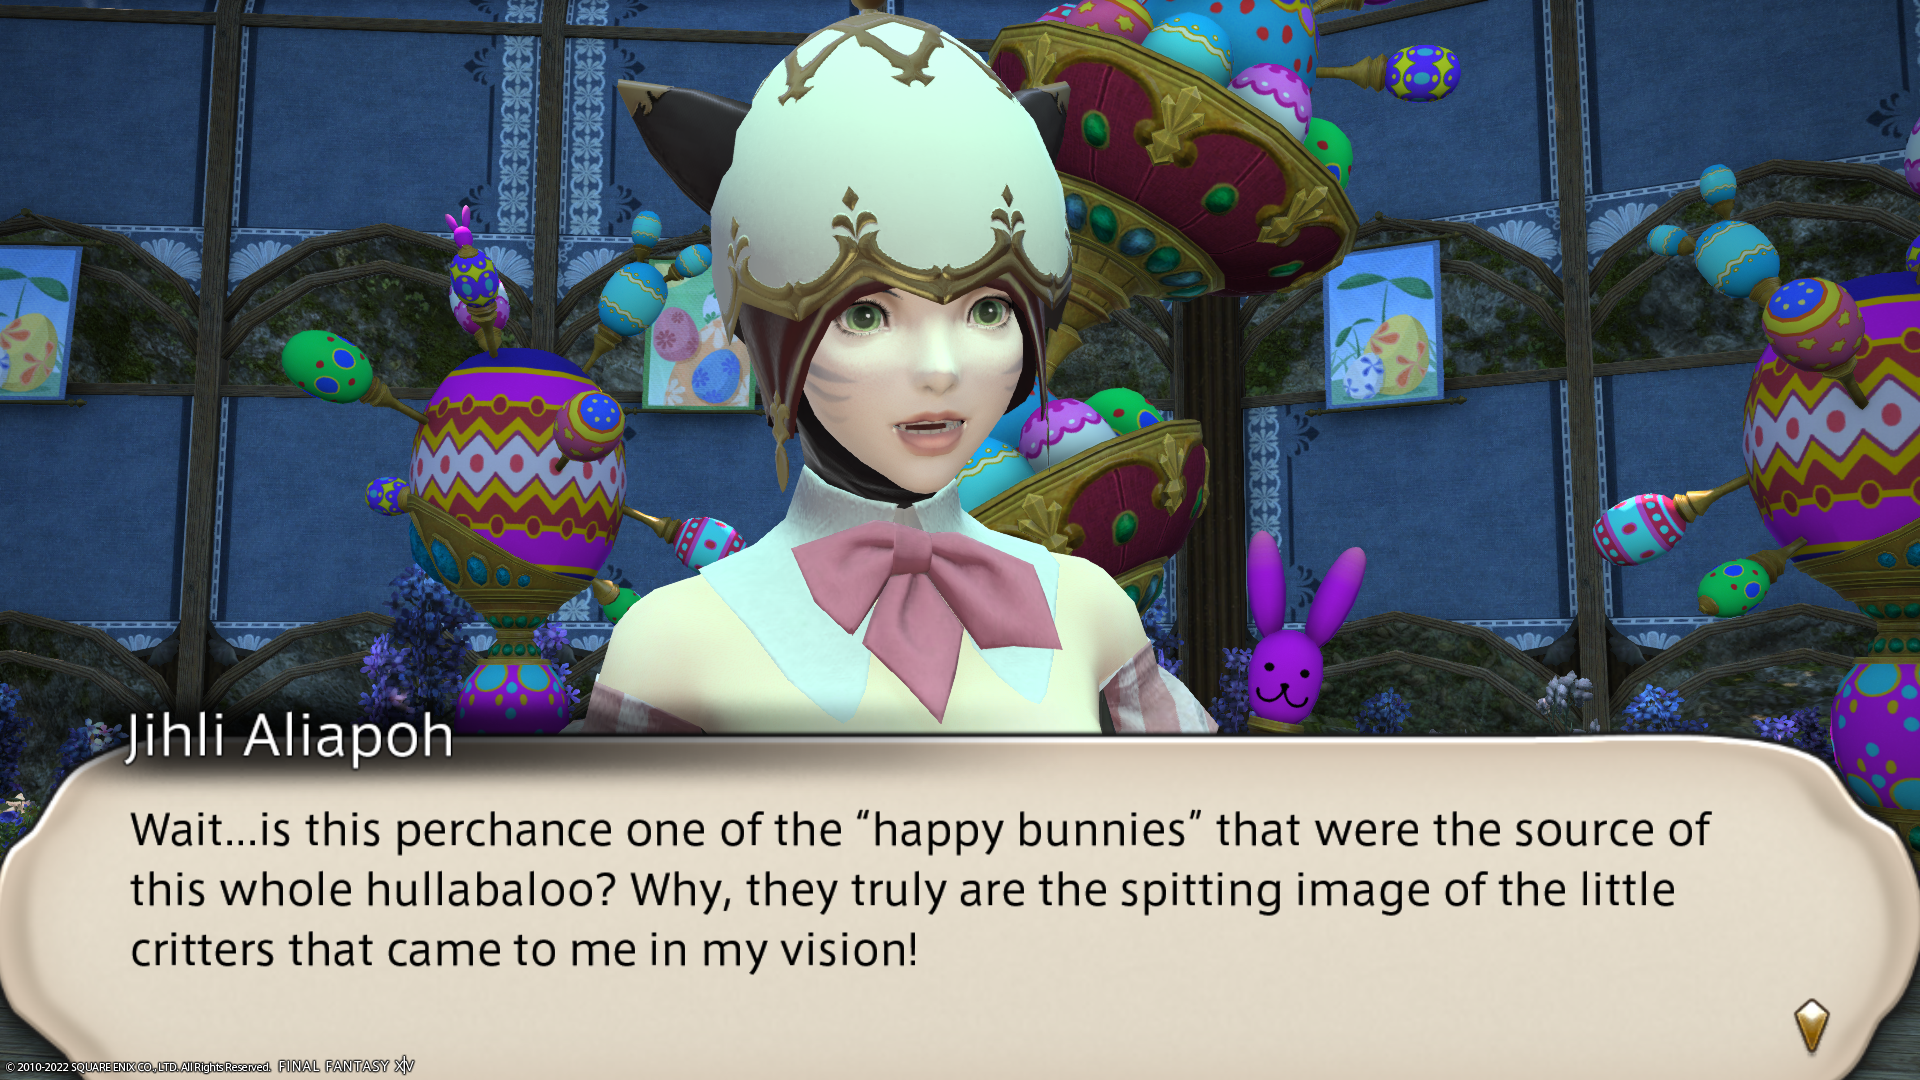 Jihli Aliapoh
Wait...is this perchance one of the “happy bunnies” that were the source of
this whole hullabaloo? Why, they truly are the spitting image of the little
critters that came to me in my vision!
© 2010-2022 SQUARE ENIX CO., LTD. All Rights Reserved. FINAL FANTASY XIV